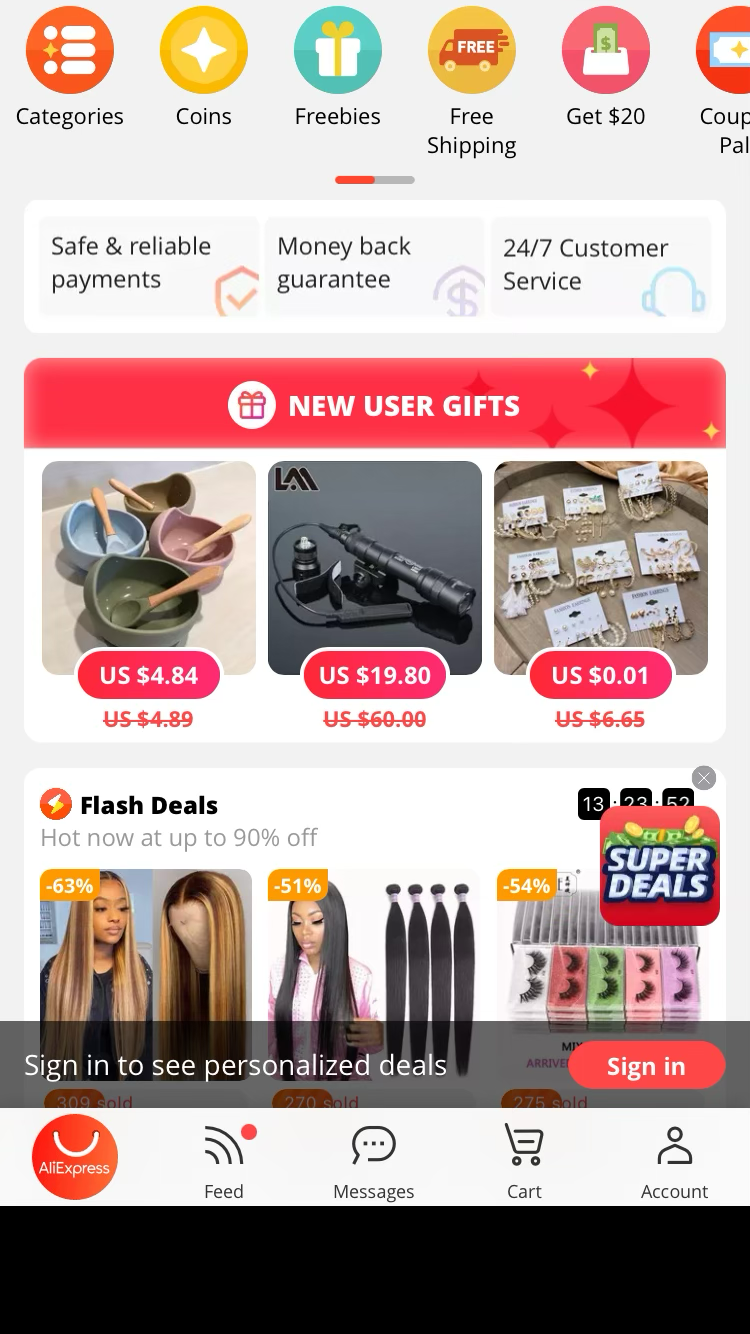 FREE
$
Categories
Coins
Freebies
Free
Shipping
Get $20
Coup
Pal
Safe & reliable
payments
Money back
guarantee
$
24/7 Customer
Service
NEW USER GIFTS
US $4.84
US $19.80
US $0.01
US $4.89
US $60.00
US $6.65
Flash Deals
13 : 23 : 52
Hot now at up to 90% off
SUPER
DEALS
-63%
-51%
-54%
Sign in to see personalized deals
Sign in
309 sold
270 sold
275 sold
AliExpress
Feed
Messages
Cart
Account